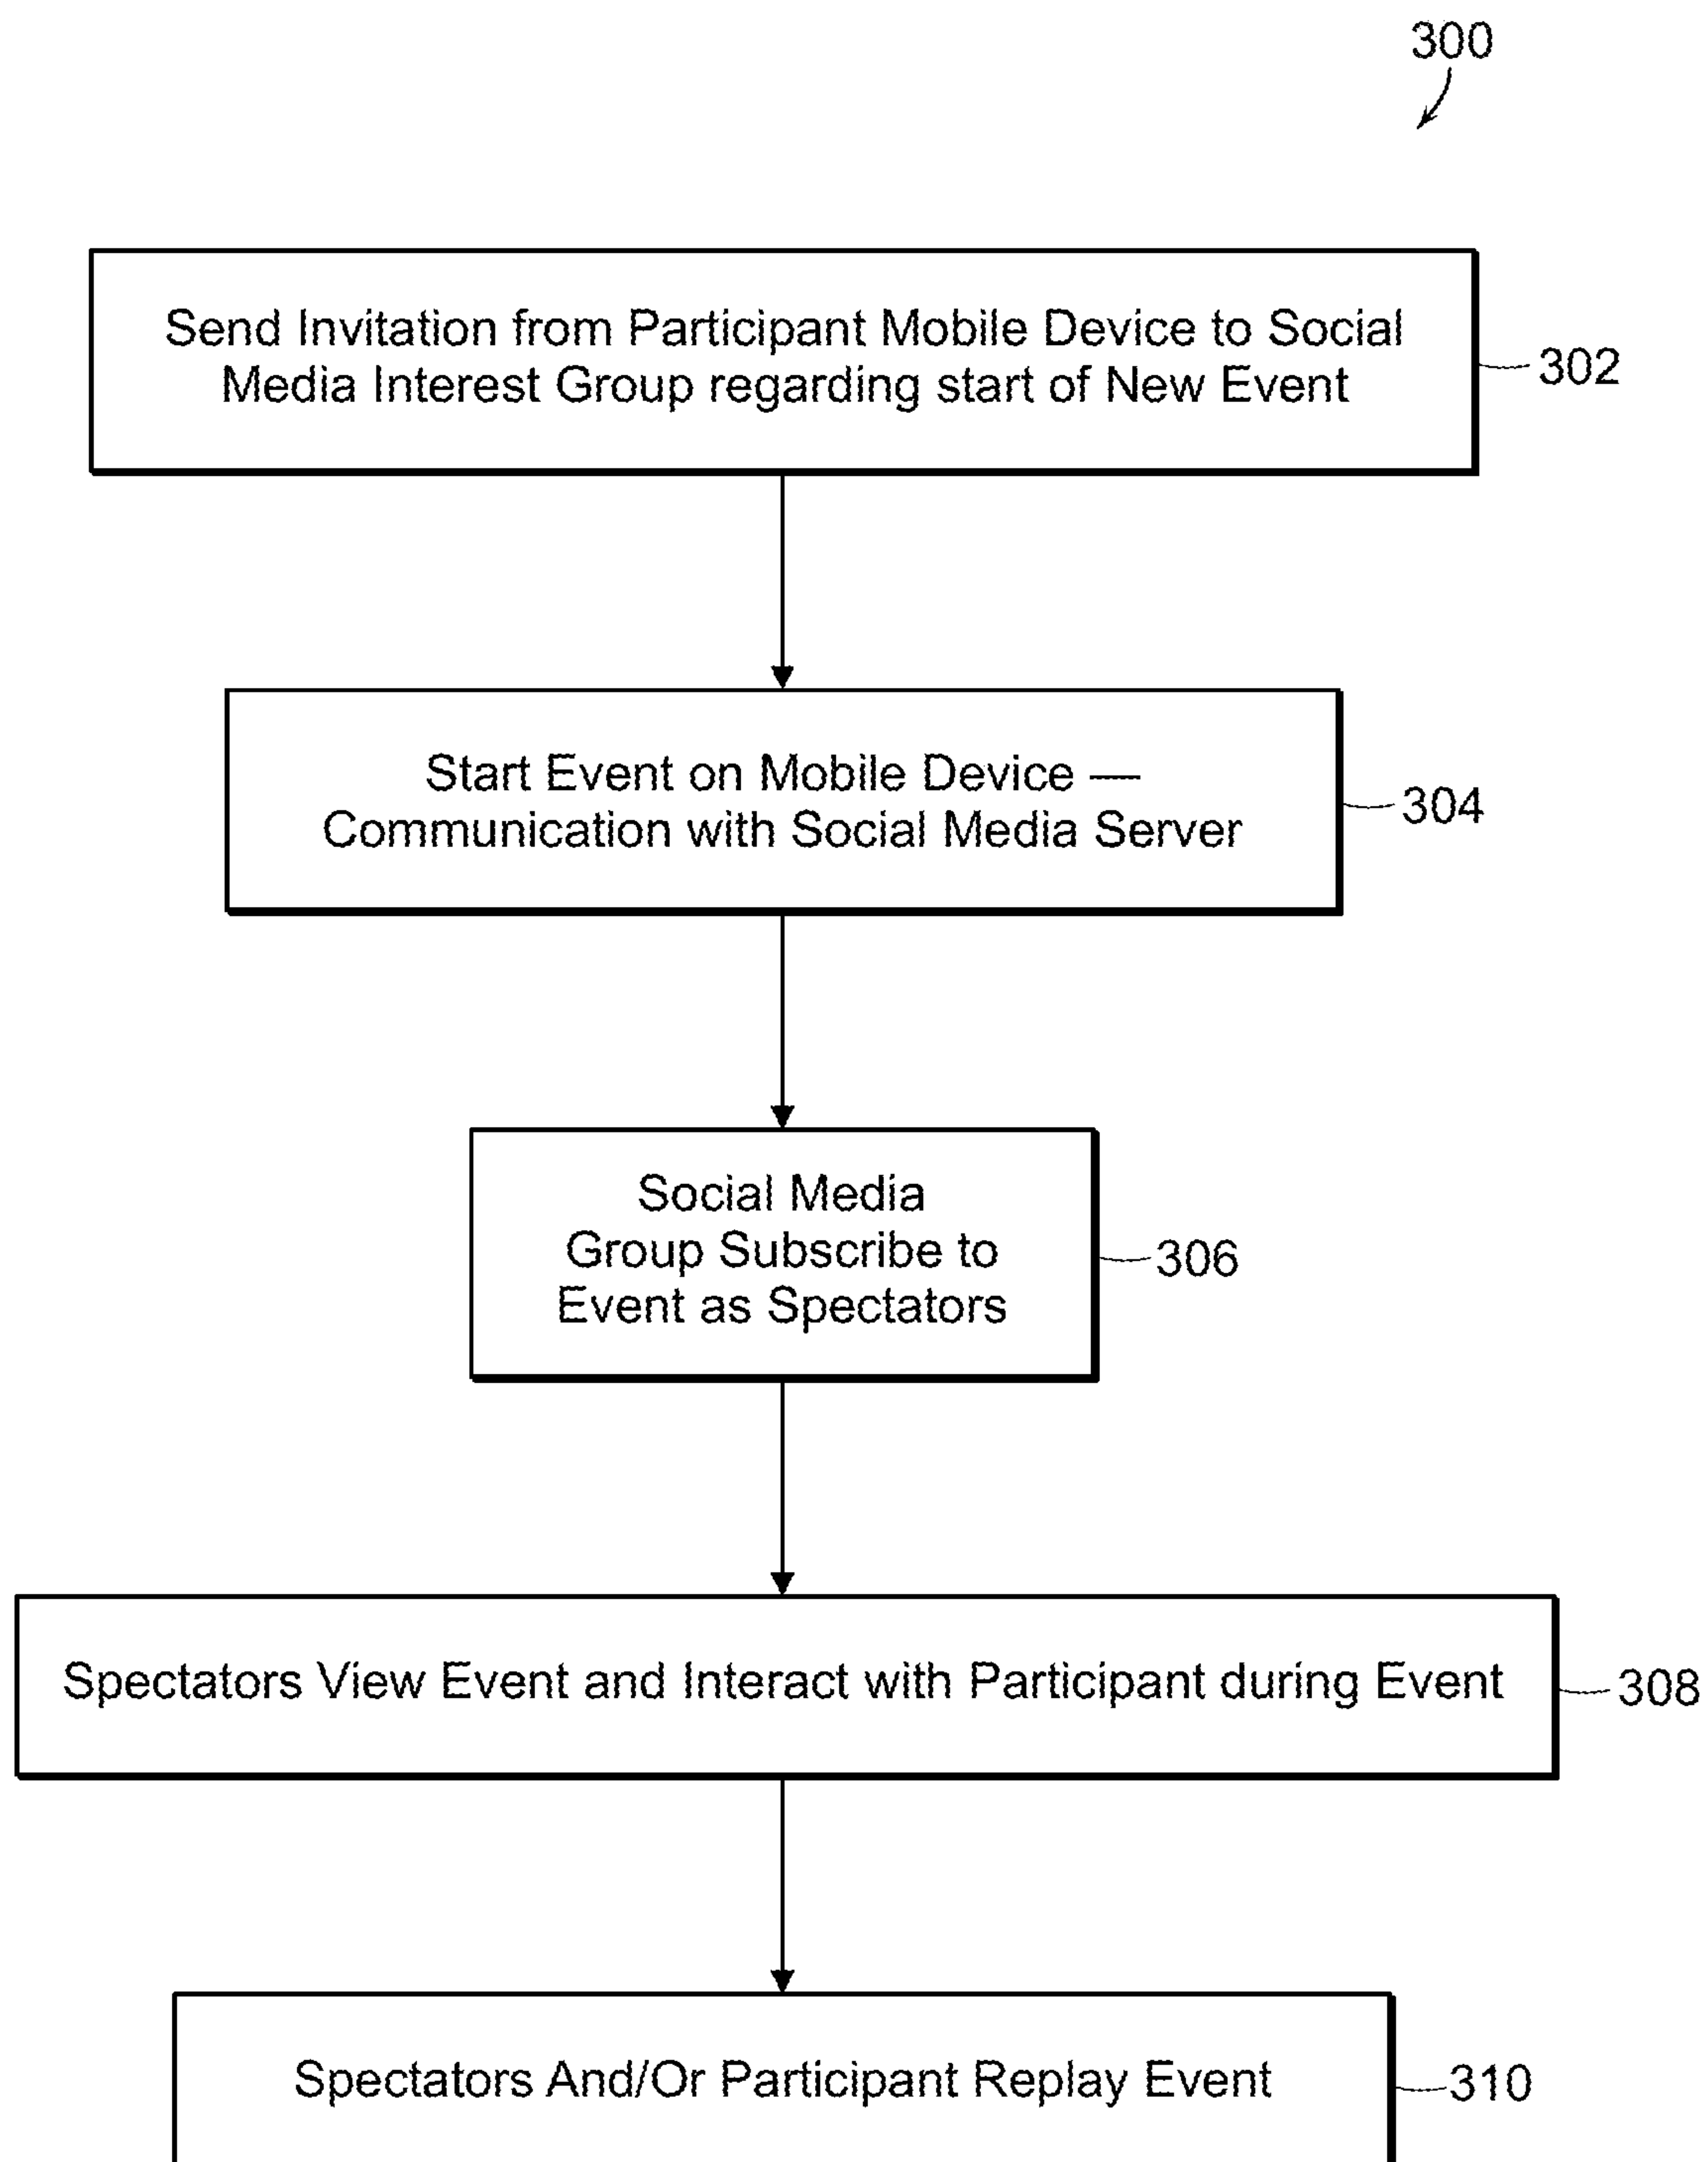 300
Send Invitation from Participant Mobile Device to Social
Media Interest Group regarding start of New Event
302
Start Event on Mobile Device —
Communication with Social Media Server
304
Social Media
Group Subscribe to
Event as Spectators
306
Spectators View Event and Interact with Participant during Event
308
Spectators And/Or Participant Replay Event
310